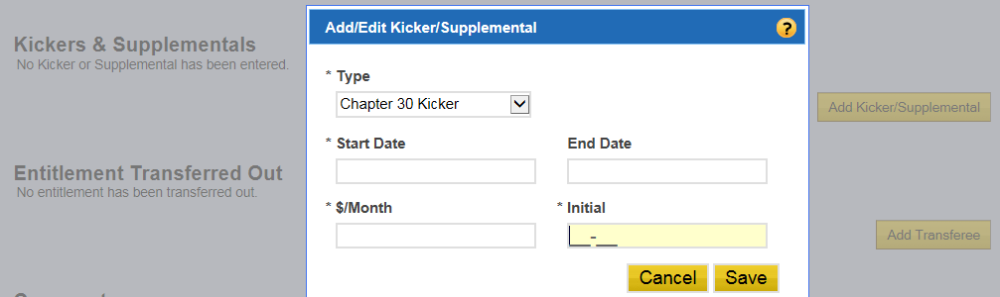 Add/Edit Kicker/Supplemental ?
Kickers & Supplementals
No Kicker or Supplemental has been entered.
* Type
Chapter 30 Kicker
Add Kicker/Supplemental
* Start Date End Date
Entitlement Transferred Out
No entitlement has been transferred out.
* $/Month * Initial
__-__
Add Transferee
Cancel Save